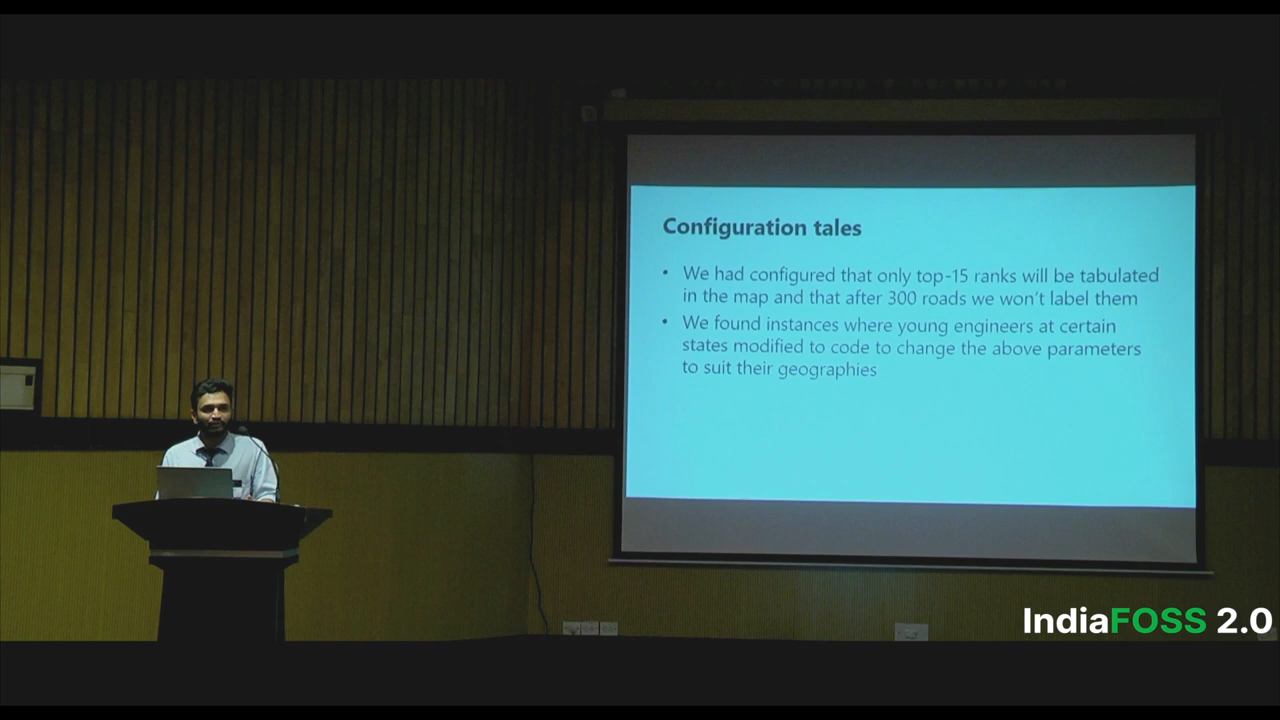 Configuration tales
• We had configured that only top-15 ranks will be tabulated
in the map and that after 300 roads we won't label them
• We found instances where young engineers at certain
states modified to code to change the above parameters
to suit their geographies
IndiaFOSS 2.0